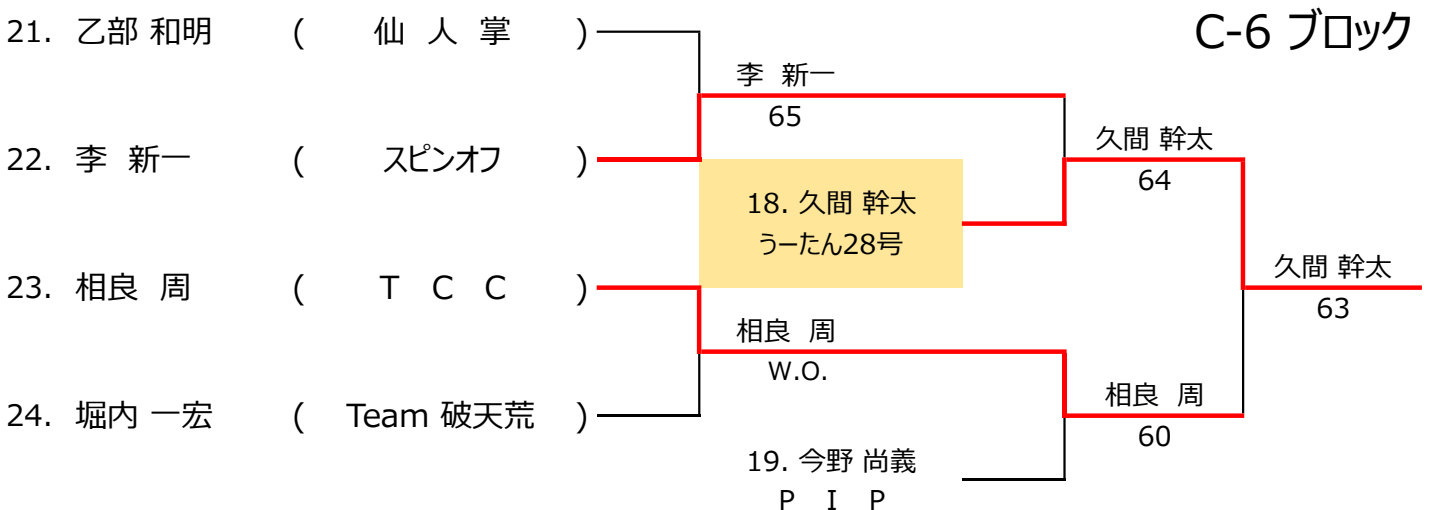 C-6 ブロック
21. 乙部 和明 ( 仙 人 掌 )
李 新一
65
22. 李 新一 ( スピンオフ )
久間 幹太
64
18. 久間 幹太
うーたん28号
久間 幹太
63
23. 相良 周 ( T C C )
相良 周
W.O.
相良 周
60
24. 堀内 一宏 ( Team 破天荒 )
19. 今野 尚義
P I P